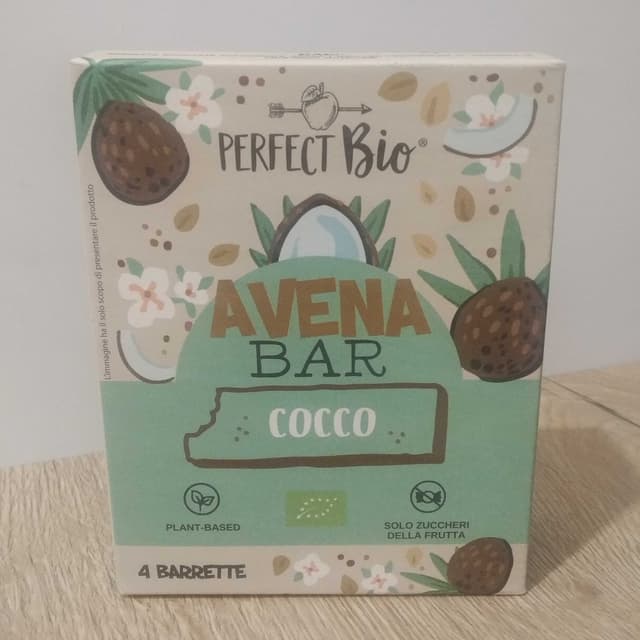 PERFECT Bio®
AVENA
BAR
COCCO
PLANT-BASED
SOLO ZUCCHERI
DELLA FRUTTA
4 BARRETTE
L'immagine ha il solo scopo di presentare il prodotto